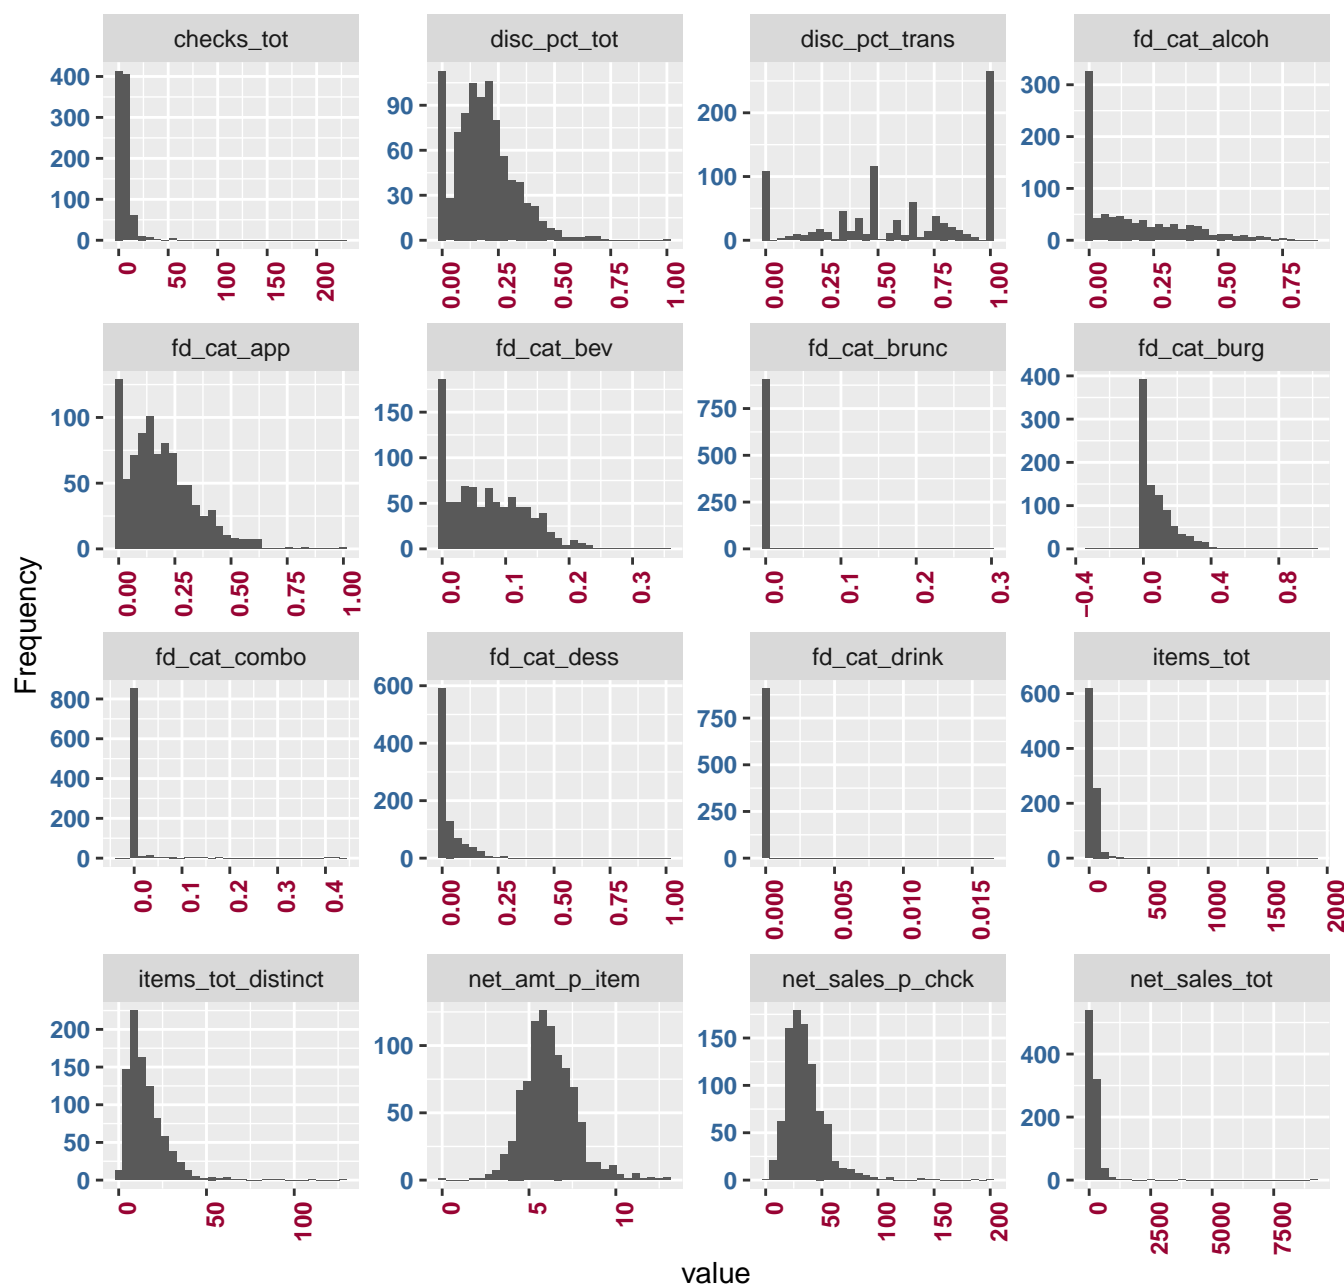 checks_tot disc_pct_tot disc_pct_trans fd_cat_alcoh
400 300 200 100 0
0 50 100 150 200
90 60 30 0
0.00 0.25 0.50 0.75 1.00
200 100 0
0.00 0.25 0.50 0.75 1.00
300 200 100 0
0.00 0.25 0.50 0.75
fd_cat_app fd_cat_bev fd_cat_brunc fd_cat_burg
100 50 0
0.00 0.25 0.50 0.75 1.00
150 100 50 0
0.0 0.1 0.2 0.3
750 500 250 0
0.0 0.1 0.2 0.3
400 300 200 100 0
−0.4 0.0 0.4 0.8
Frequency
fd_cat_combo fd_cat_dess fd_cat_drink items_tot
800 600 400 200 0
0.0 0.1 0.2 0.3 0.4
600 400 200 0
0.00 0.25 0.50 0.75 1.00
750 500 250 0
0.000 0.005 0.010 0.015
600 400 200 0
0 500 1000 1500 2000
items_tot_distinct net_amt_p_item net_sales_p_chck net_sales_tot
200 150 100 50 0
0 50 100
100 50 0
0 5 10
150 100 50 0
0 50 100 150 200
400 200 0
0 2500 5000 7500
value